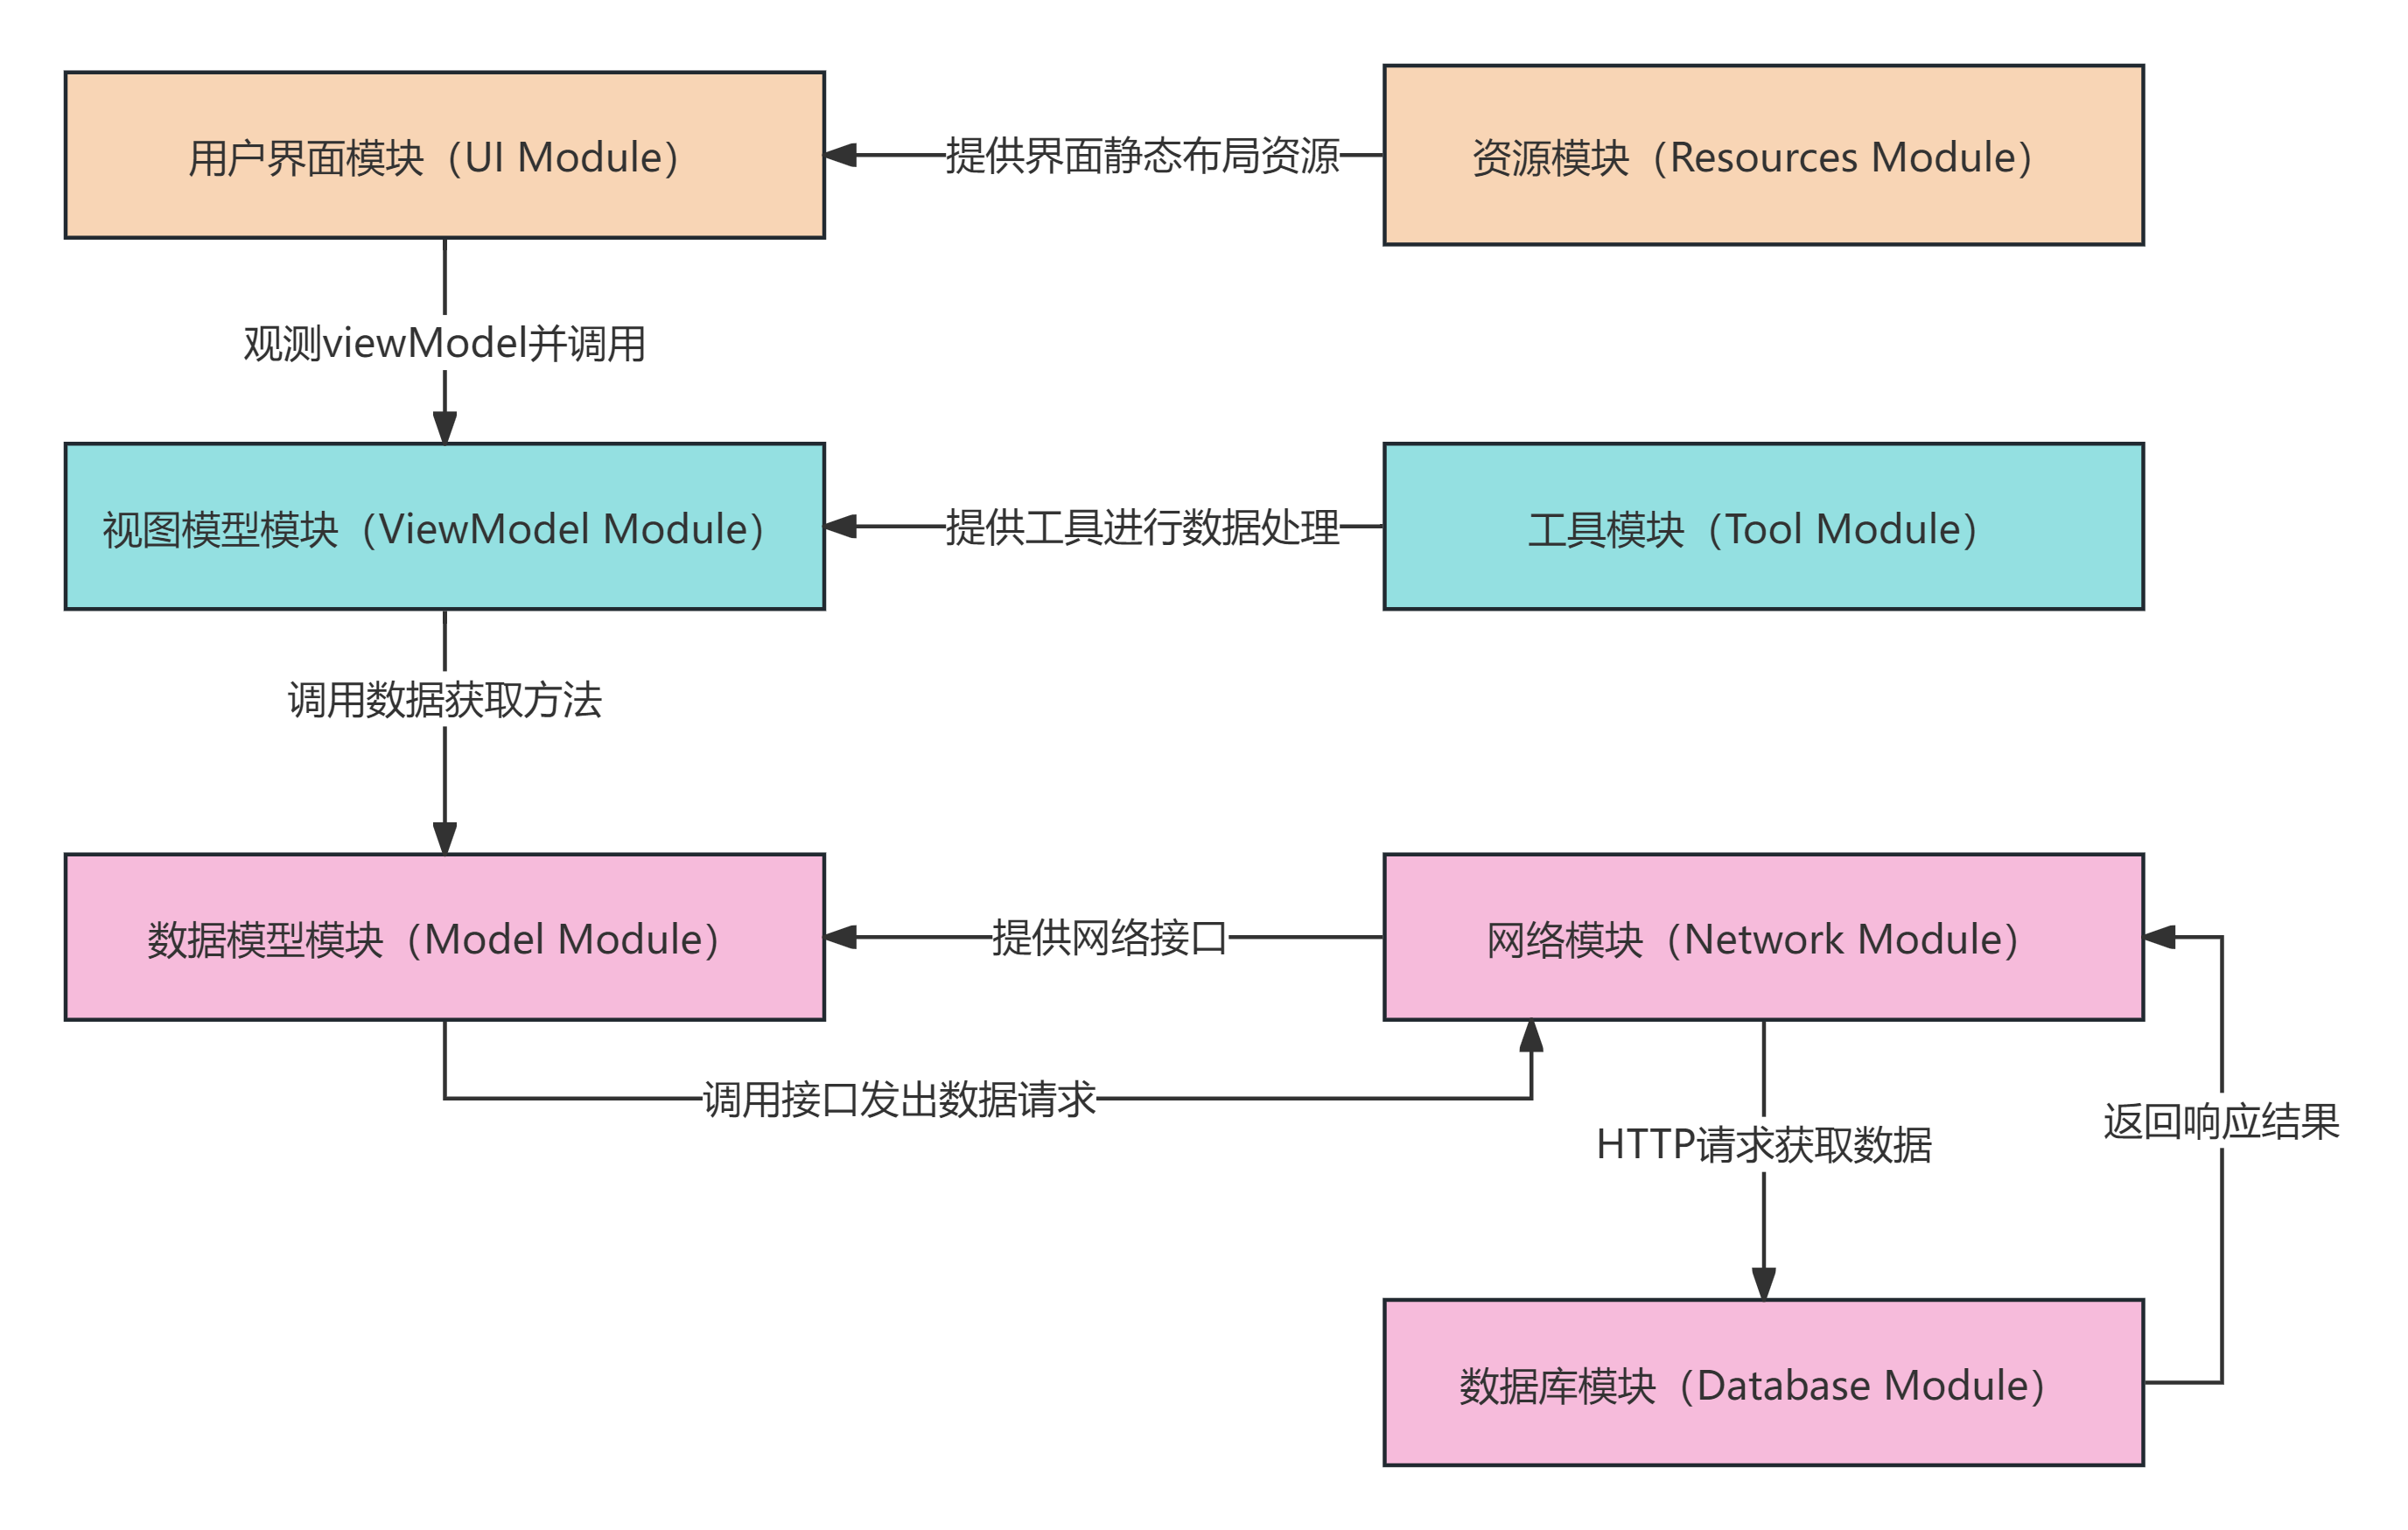 用户界面模块（UI Module）
提供界面静态布局资源
资源模块（Resources Module）
观测viewModel并调用
视图模型模块（ViewModel Module）
提供工具进行数据处理
工具模块（Tool Module）
调用数据获取方法
数据模型模块（Model Module）
提供网络接口
网络模块（Network Module）
调用接口发出数据请求
HTTP请求获取数据
返回响应结果
数据库模块（Database Module）